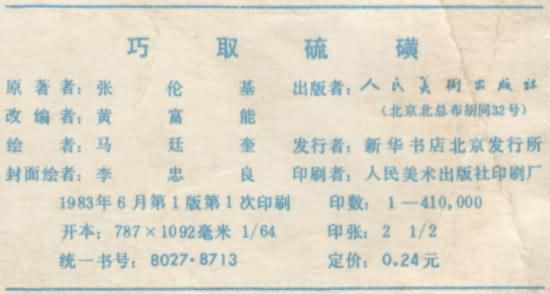 巧取硫磺
原著者：张伦基 出版者：人民美術出版社
改编者：黄富能 （北京北总布胡同32号）
绘者：马廷奎 发行者：新华书店北京发行所
封面绘者：李忠良 印刷者：人民美术出版社印刷厂
1983年6月第1版第1次印刷 印数：1—410,000
开本：787×1092毫米 1/64 印张：2 1/2
统一书号：8027·8713 定价：0.24元